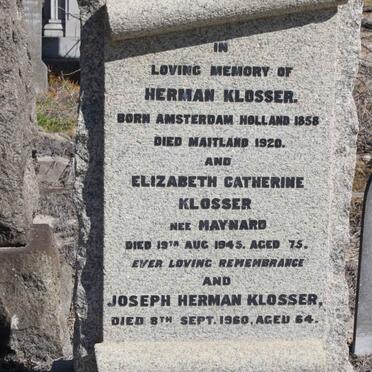 IN
LOVING MEMORY OF
HERMAN KLOSSER.
BORN AMSTERDAM HOLLAND 1858
DIED MAITLAND 1920.
AND
ELIZABETH CATHERINE
KLOSSER
NEE MAYNARD
DIED 19TH AUG 1945. AGED 75.
EVER LOVING REMEMBRANCE
AND
JOSEPH HERMAN KLOSSER,
DIED 8TH SEPT. 1960, AGED 64.